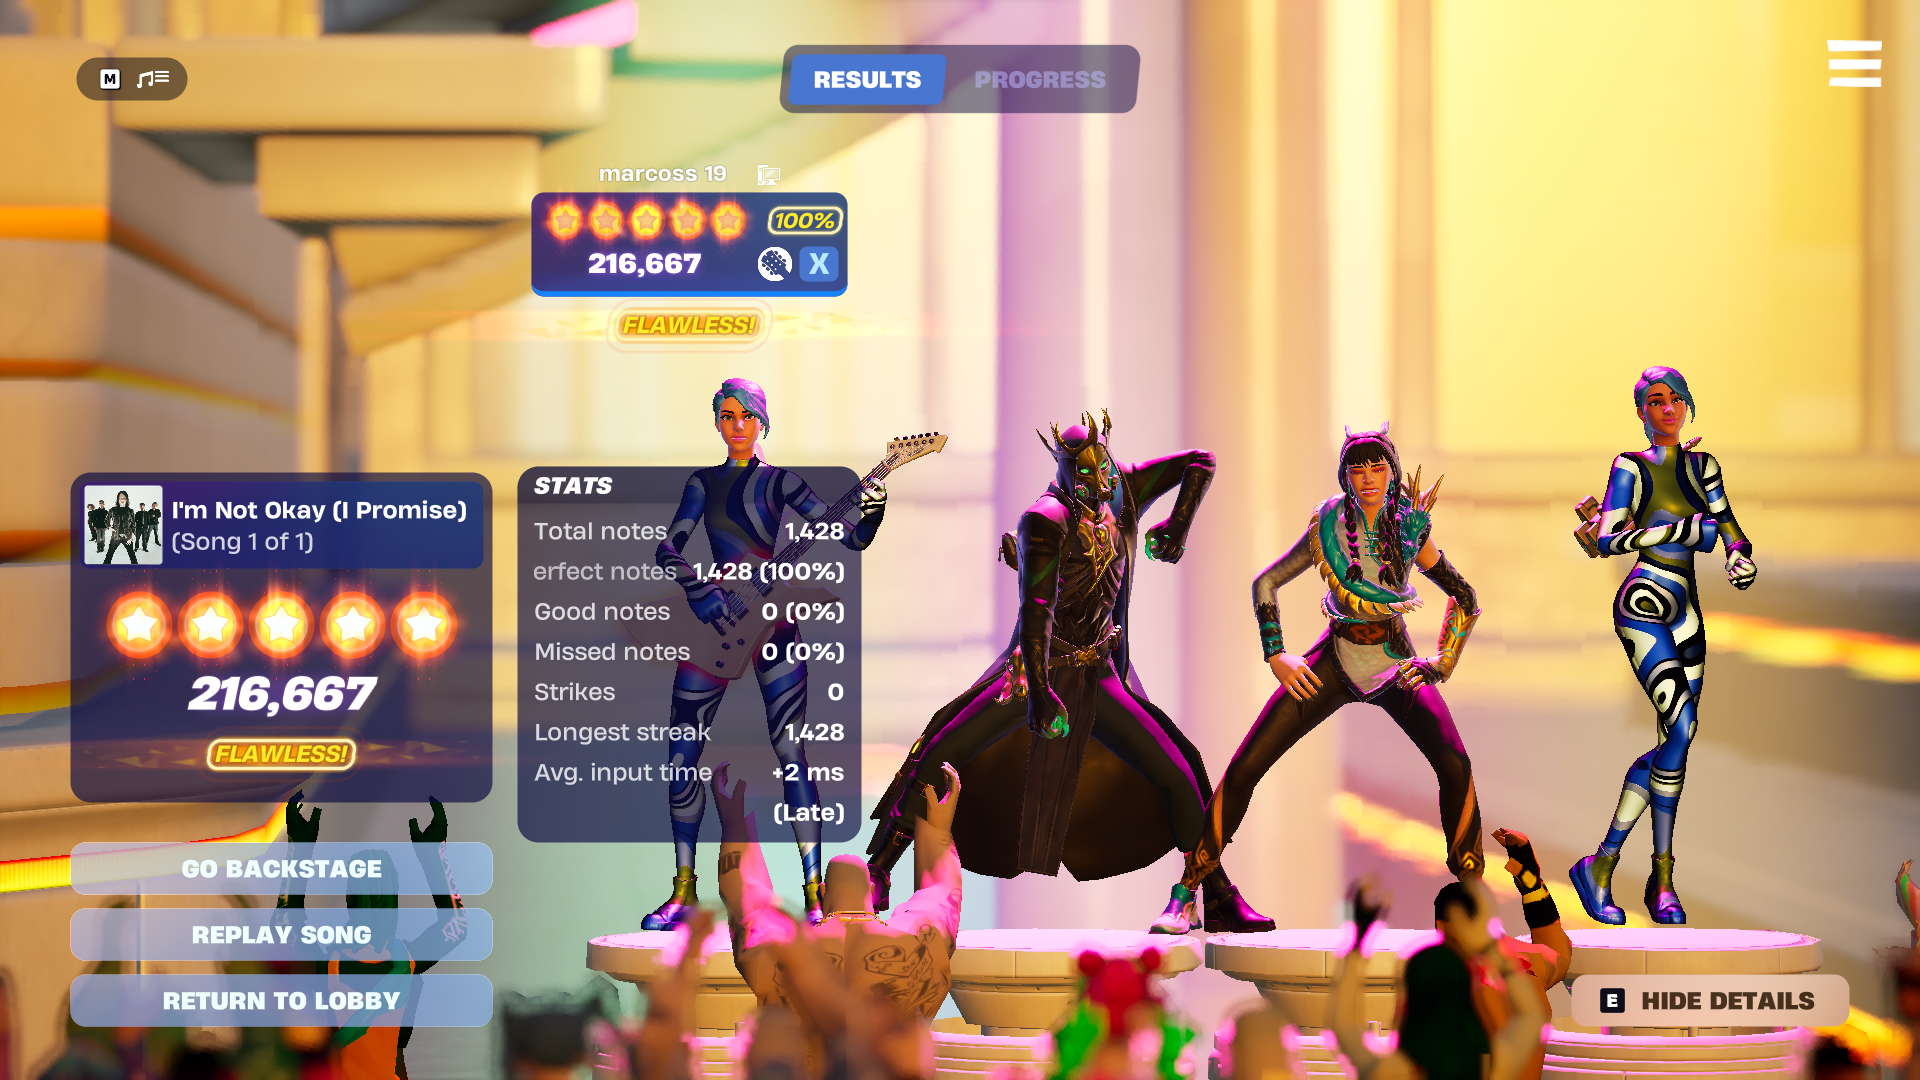 M
RESULTS
PROGRESS
marcoss 19
100%
216,667
X
FLAWLESS!
I'm Not Okay (I Promise)
(Song 1 of 1)
216,667
FLAWLESS!
STATS
Total notes 1,428
erfect notes 1,428 (100%)
Good notes 0 (0%)
Missed notes 0 (0%)
Strikes 0
Longest streak 1,428
Avg. input time +2 ms
(Late)
GO BACKSTAGE
REPLAY SONG
RETURN TO LOBBY
E HIDE DETAILS